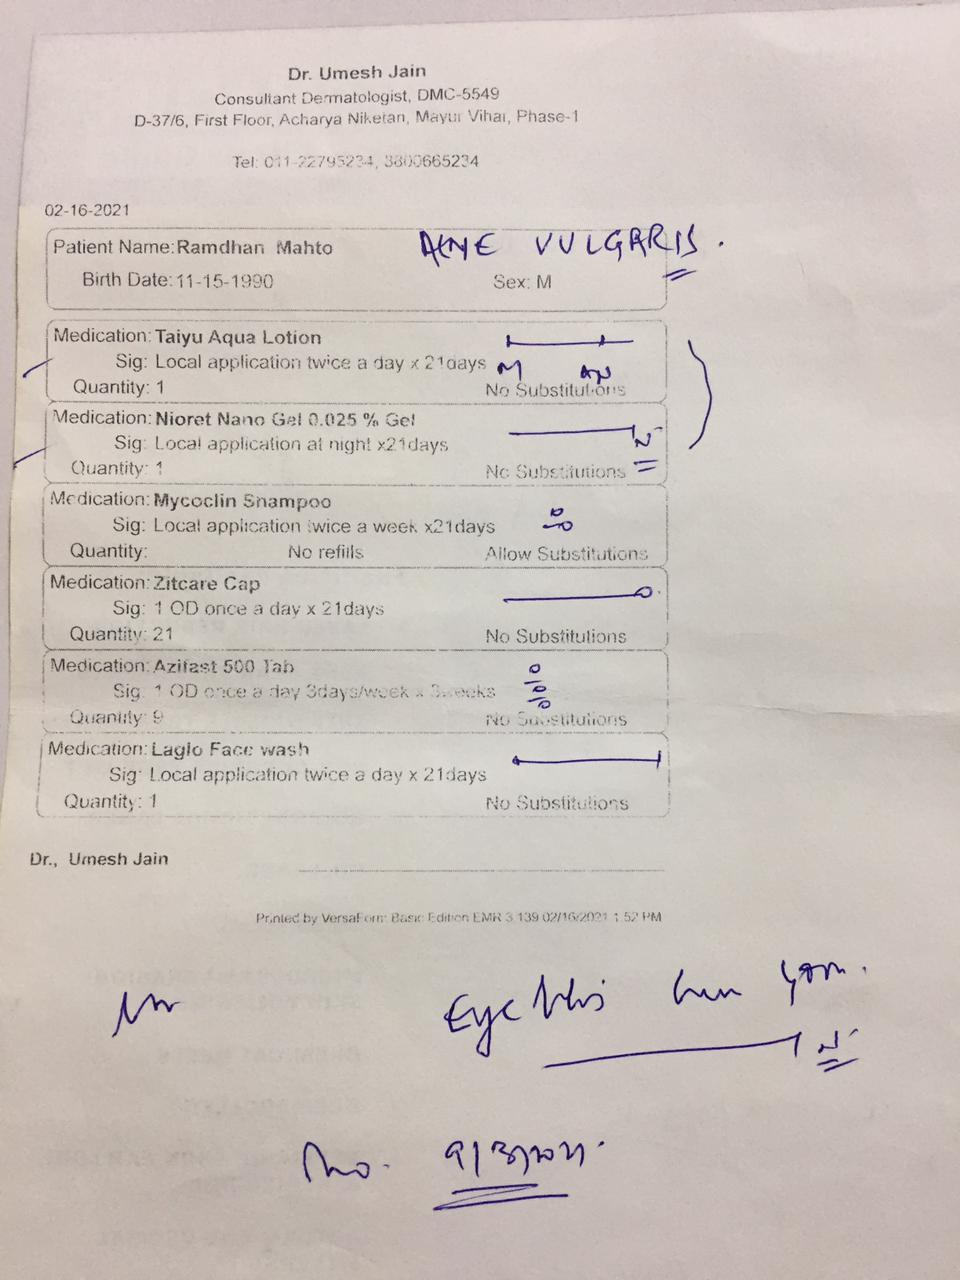 Dr. Umesh Jain
Consultant Dermatologist, DMC-5549
D-37/6, First Floor, Acharya Niketan, Mayur Vihar, Phase-1
Tel: 011-22795234, 3800665234
02-16-2021
Patient Name: Ramdhan Mahto ACNE VULGARIS.
Birth Date: 11-15-1990 Sex: M
Medication: Taiyu Aqua Lotion
Sig: Local application twice a day x 21days M AN
Quantity: 1 No Substitutions
Medication: Nioret Nano Gel 0.025 % Gel
Sig: Local application at night x21days N
Quantity: 1 No Substitutions
Medication: Mycoclin Shampoo
Sig: Local application twice a week x21days
Quantity: No refills Allow Substitutions
Medication: Zitcare Cap
Sig: 1 OD once a day x 21days
Quantity: 21 No Substitutions
Medication: Azifast 500 Tab
Sig: 1 OD once a day 3days/week x 3weeks
Quantity: 9 No Substitutions
Medication: Laglo Face wash
Sig: Local application twice a day x 21days
Quantity: 1 No Substitutions
Dr., Umesh Jain
Printed by VersaForm Basic Edition EMR 3.139 02/16/2021 1:52 PM
Eye
N
9/3/2021.